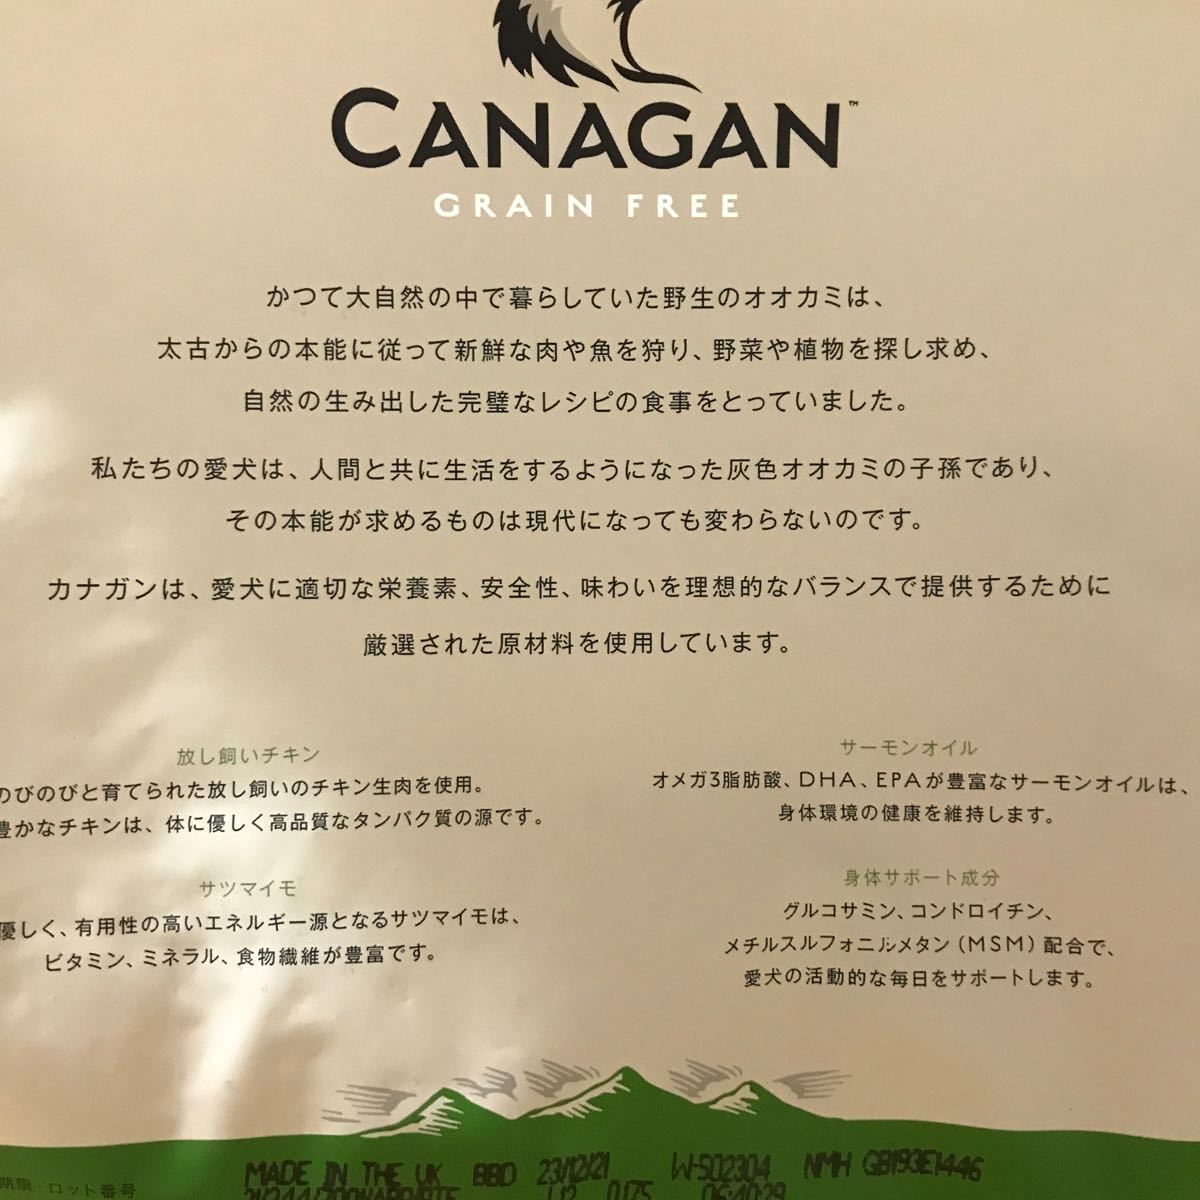 CANAGAN™
GRAIN FREE
かつて大自然の中で暮らしていた野生のオオカミは、
太古からの本能に従って新鮮な肉や魚を狩り、野菜や植物を探し求め、
自然の生み出した完璧なレシピの食事をとっていました。
私たちの愛犬は、人間と共に生活をするようになった灰色オオカミの子孫であり、
その本能が求めるものは現代になっても変わらないのです。
カナガンは、愛犬に適切な栄養素、安全性、味わいを理想的なバランスで提供するために
厳選された原材料を使用しています。
放し飼いチキン
のびのびと育てられた放し飼いのチキン生肉を使用。
豊かなチキンは、体に優しく高品質なタンパク質の源です。
サツマイモ
優しく、有用性の高いエネルギー源となるサツマイモは、
ビタミン、ミネラル、食物繊維が豊富です。
サーモンオイル
オメガ3脂肪酸、DHA、EPAが豊富なサーモンオイルは、
身体環境の健康を維持します。
身体サポート成分
グルコサミン、コンドロイチン、
メチルスルフォニルメタン(MSM)配合で、
愛犬の活動的な毎日をサポートします。
MADE IN THE UK BBD 23/12/21 W-502304 NMH GB193E1446
期限・ロット番号